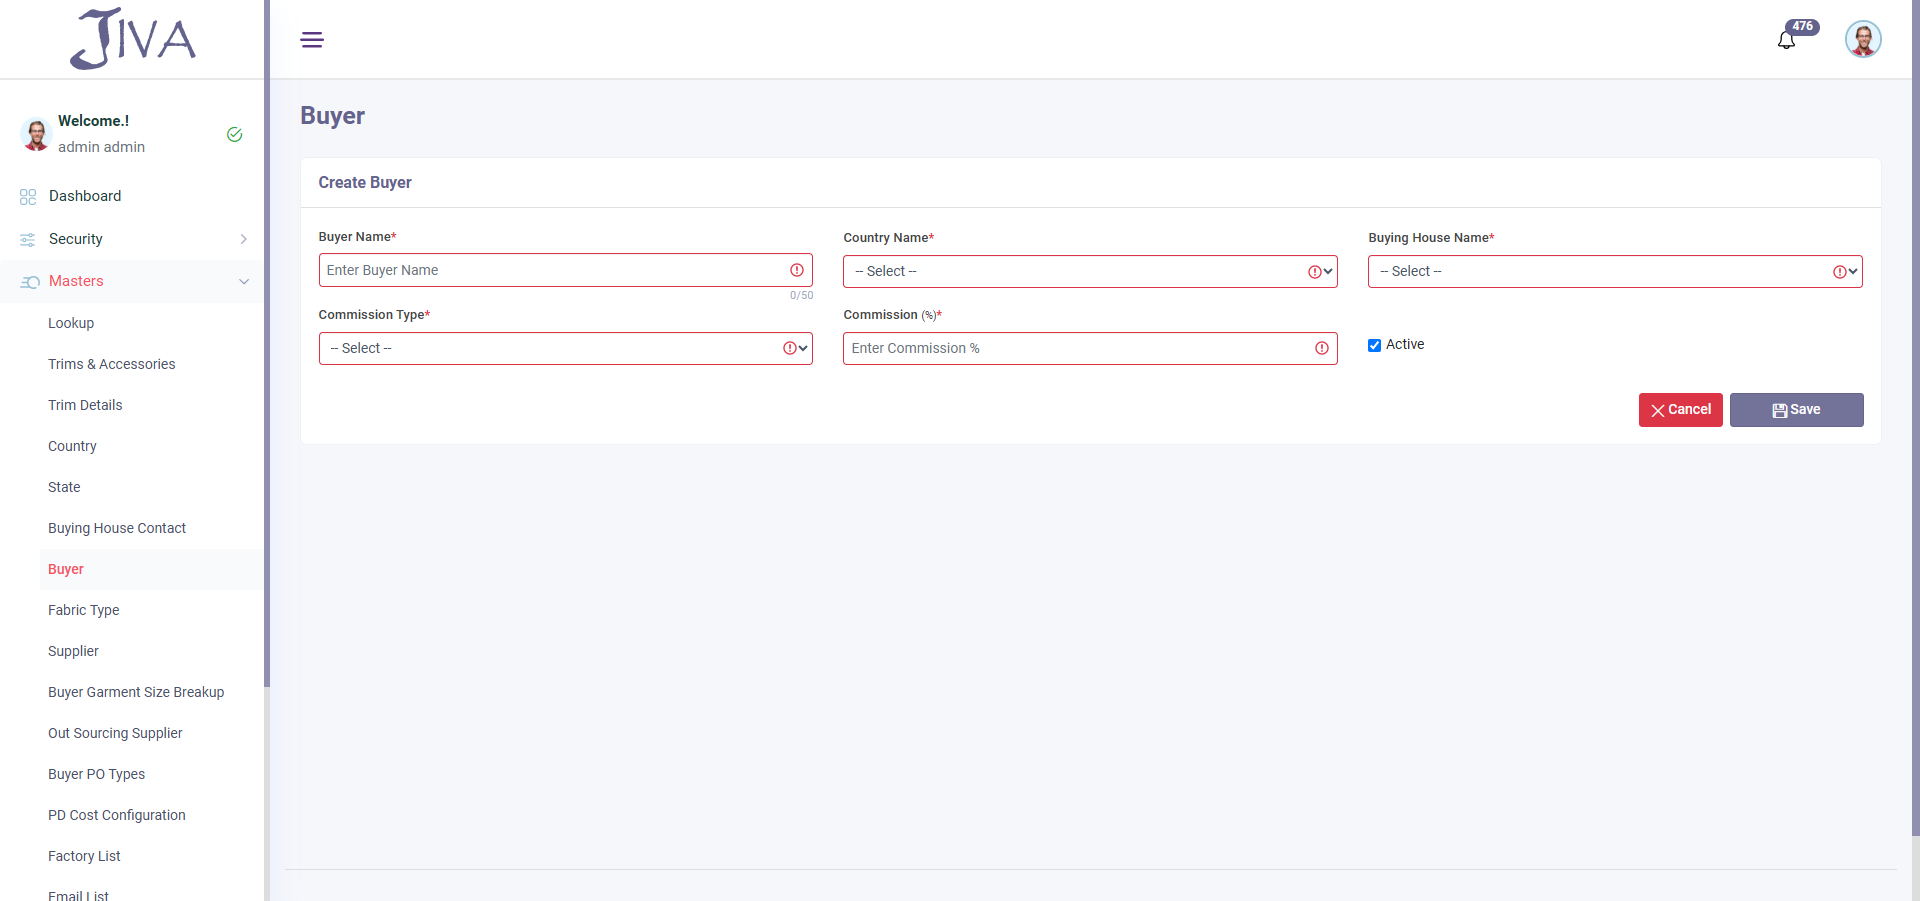 JIVA
476
Welcome.!
admin admin
Dashboard
Security
Masters
Lookup
Trims & Accessories
Trim Details
Country
State
Buying House Contact
Buyer
Fabric Type
Supplier
Buyer Garment Size Breakup
Out Sourcing Supplier
Buyer PO Types
PD Cost Configuration
Factory List
Email List
Buyer
Create Buyer
Buyer Name*
Enter Buyer Name
0/50
Country Name*
-- Select --
Buying House Name*
-- Select --
Commission Type*
-- Select --
Commission (%)*
Enter Commission %
Active
Cancel
Save